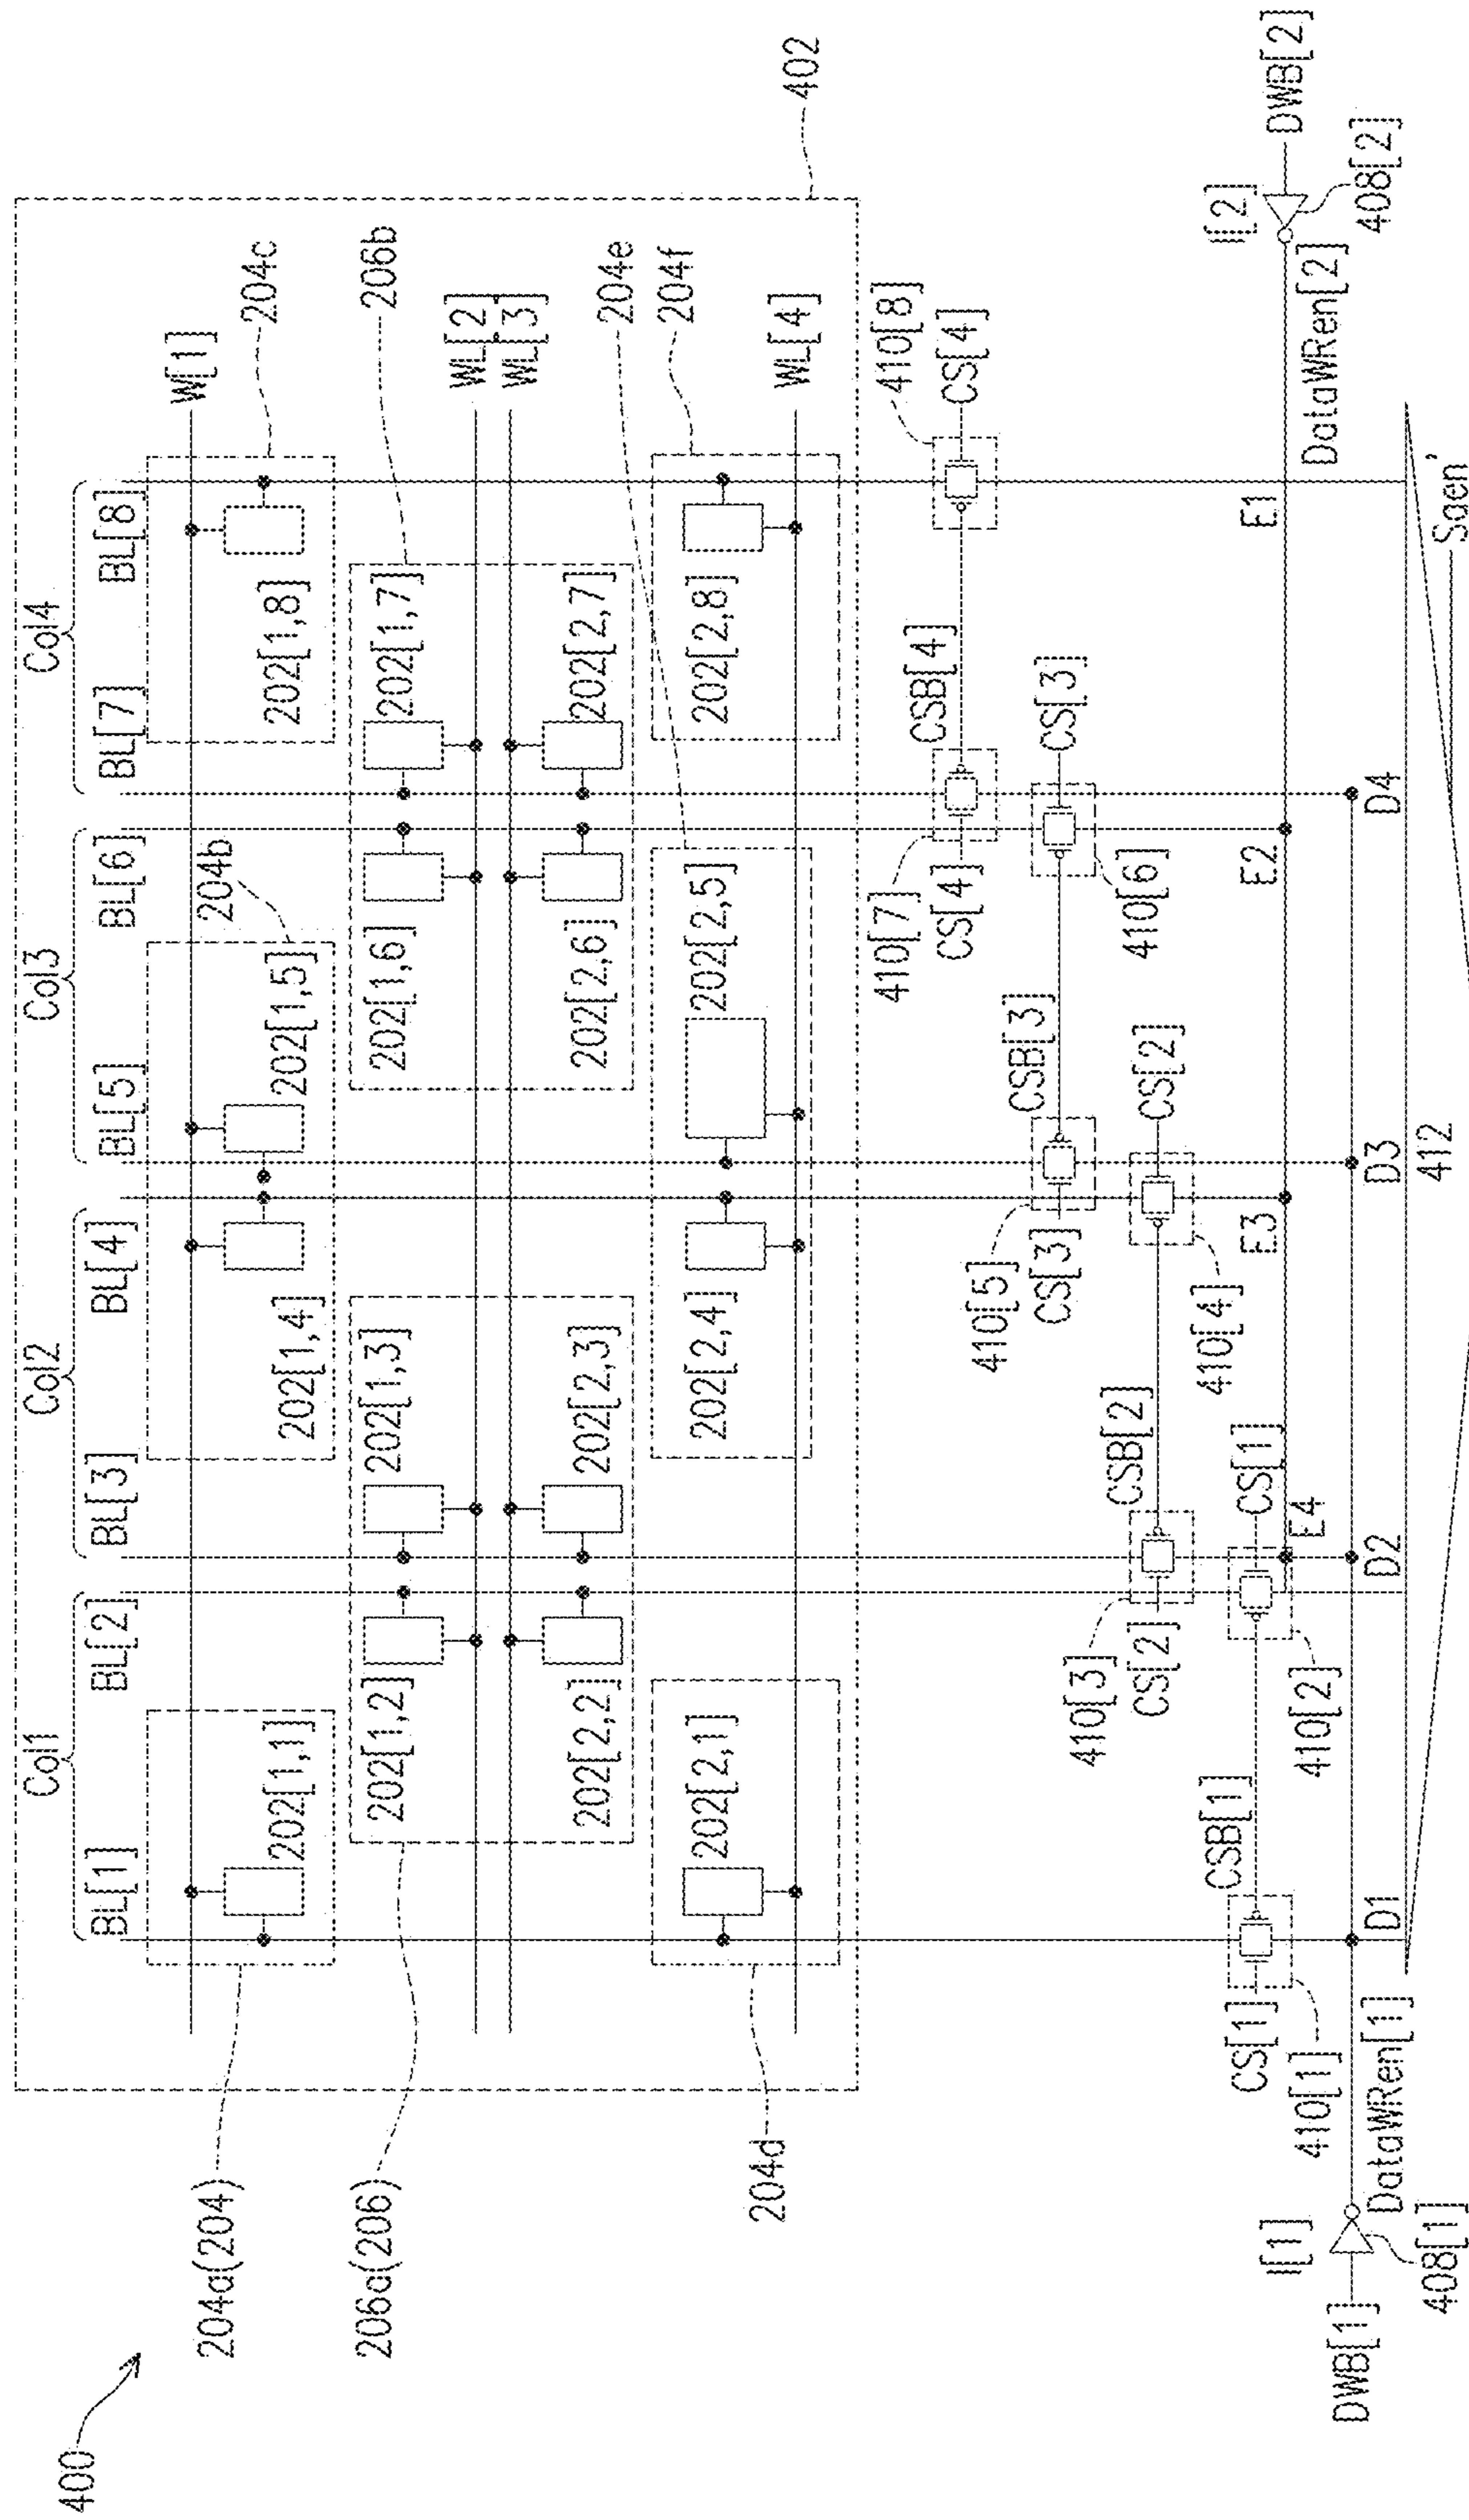 400
Col1
Col2
Col3
Col4
BL[1]
BL[2]
BL[3]
BL[4]
BL[5]
BL[6]
BL[7]
BL[8]
204b
W[1]
204c
204a(204)
202[1,1]
202[1,4]
202[1,5]
202[1,8]
206b
206a(206)
202[1,2]
202[1,3]
202[1,6]
202[1,7]
WL[2]
WL[3]
202[2,2]
202[2,3]
202[2,6]
202[2,7]
204e
204f
204d
202[2,1]
202[2,4]
202[2,5]
202[2,8]
WL[4]
402
410[7]
410[8]
CSB[4]
CS[4]
CS[4]
410[5]
CSB[3]
CS[3]
CS[3]
410[6]
410[3]
CSB[2]
CS[2]
CS[2]
410[4]
CSB[1]
CS[1]
CS[1]
410[1]
410[2]
E4
E3
E2
E1
I[1]
I[2]
DWB[1]
DWB[2]
408[1]
408[2]
DataWRen[1]
DataWRen[2]
D1
D2
D3
D4
412
Saen'